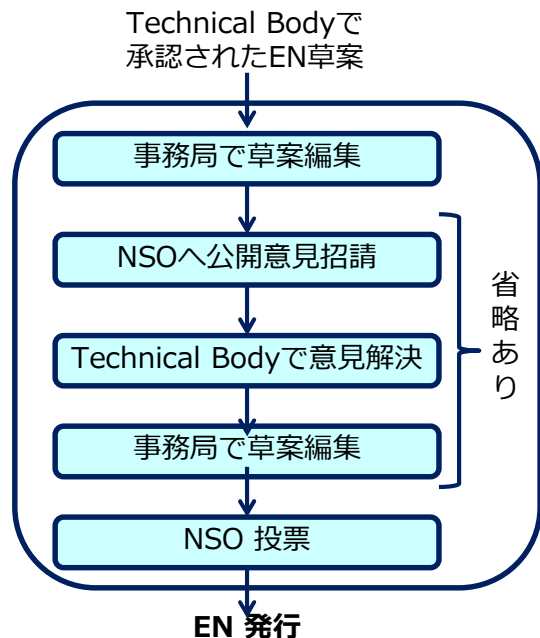 Technical Bodyで
承認されたEN草案
事務局で草案編集
NSOへ公開意見招請
Technical Bodyで意見解決
事務局で草案編集
省略あり
NSO 投票
EN 発行